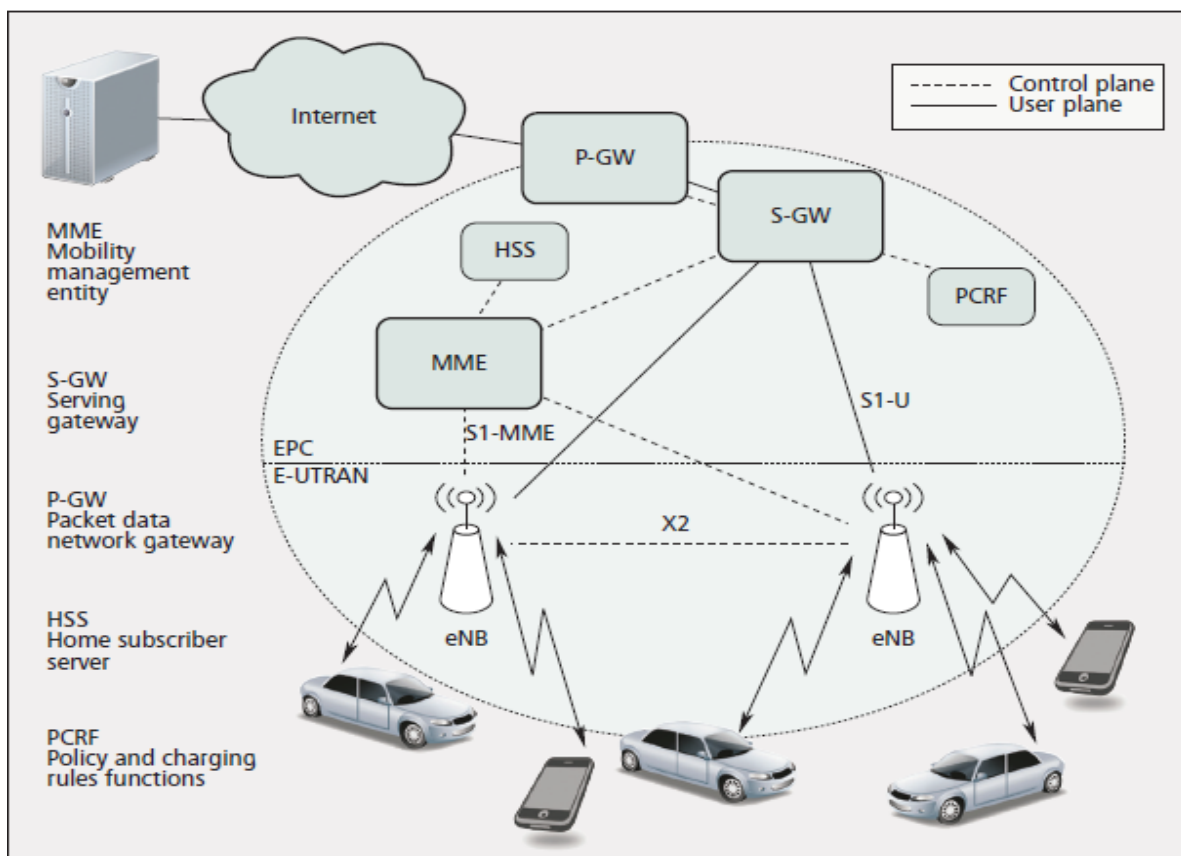 Internet
Control plane
User plane
P-GW
S-GW
HSS
PCRF
MME
MME
Mobility
management
entity
S-GW
Serving
gateway
S1-U
S1-MME
EPC
E-UTRAN
P-GW
Packet data
network gateway
X2
HSS
Home subscriber
server
eNB
eNB
PCRF
Policy and charging
rules functions